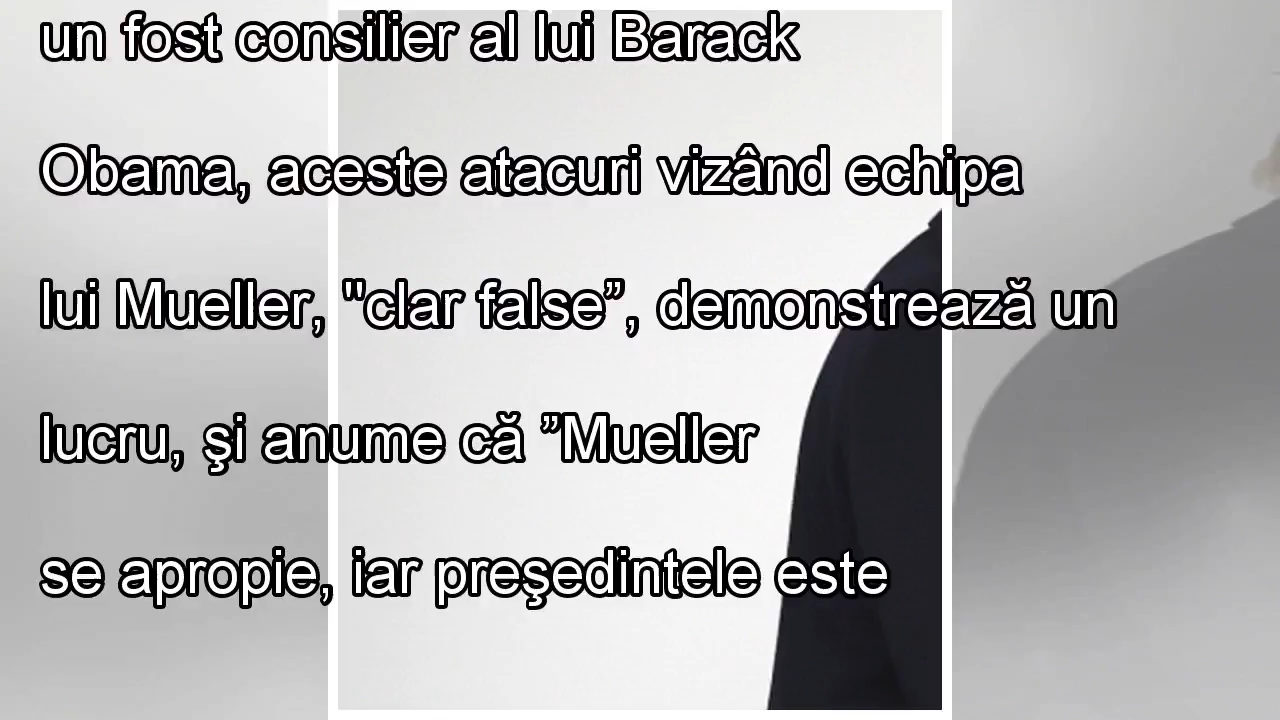 un fost consilier al lui Barack
Obama, aceste atacuri vizând echipa
lui Mueller, "clar false”, demonstrează un
lucru, şi anume că ”Mueller
se apropie, iar preşedintele este